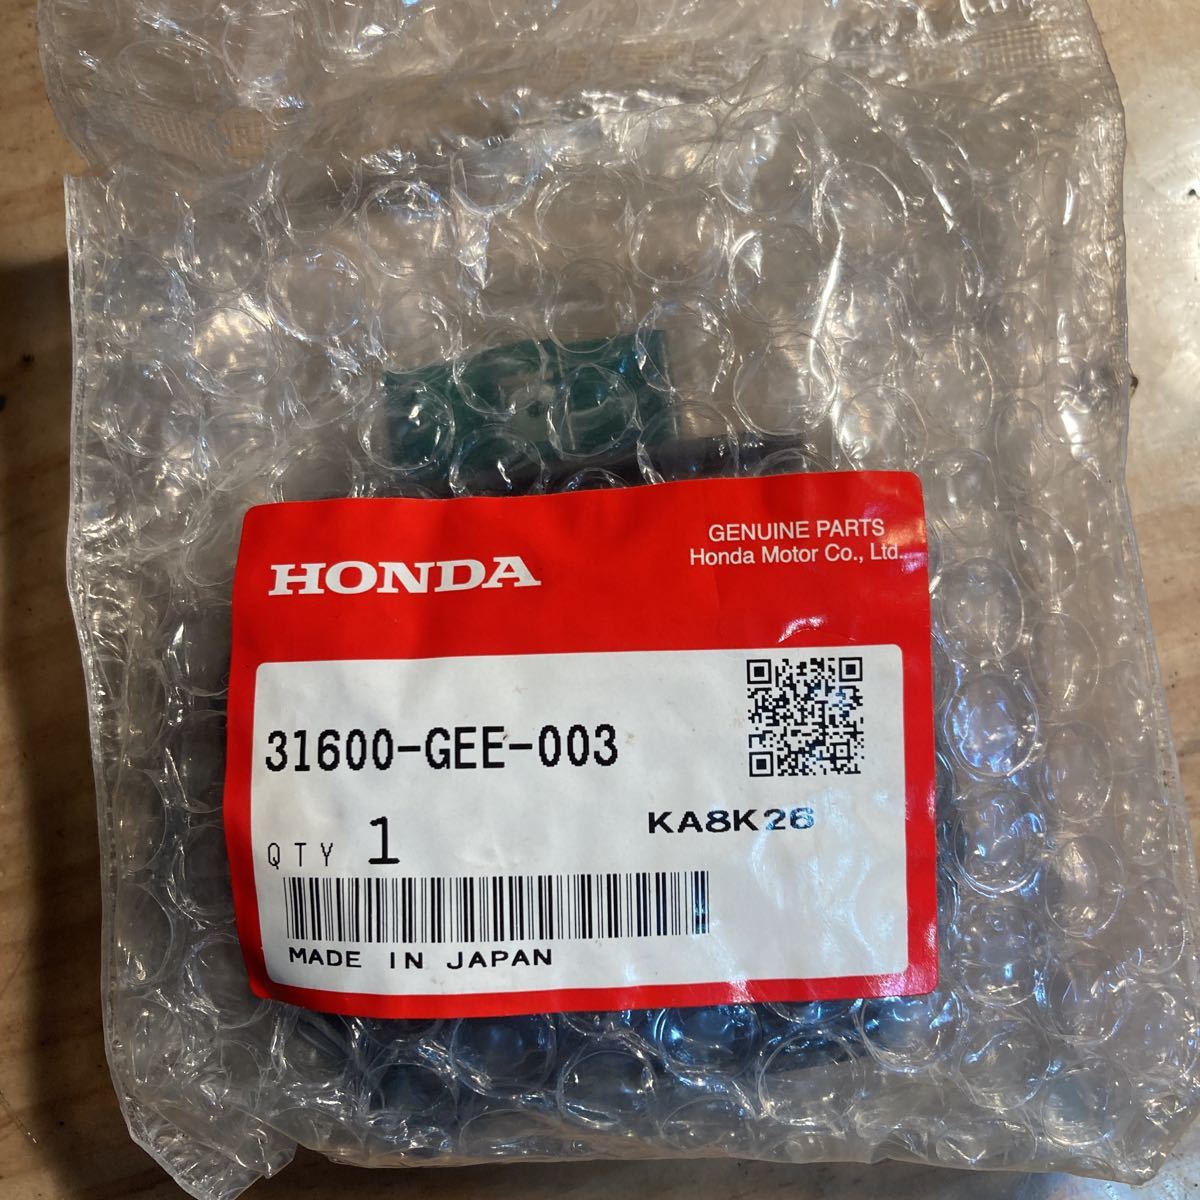 HONDA
GENUINE PARTS
Honda Motor Co., Ltd.
31600-GEE-003
KA8K26
QTY 1
MADE IN JAPAN